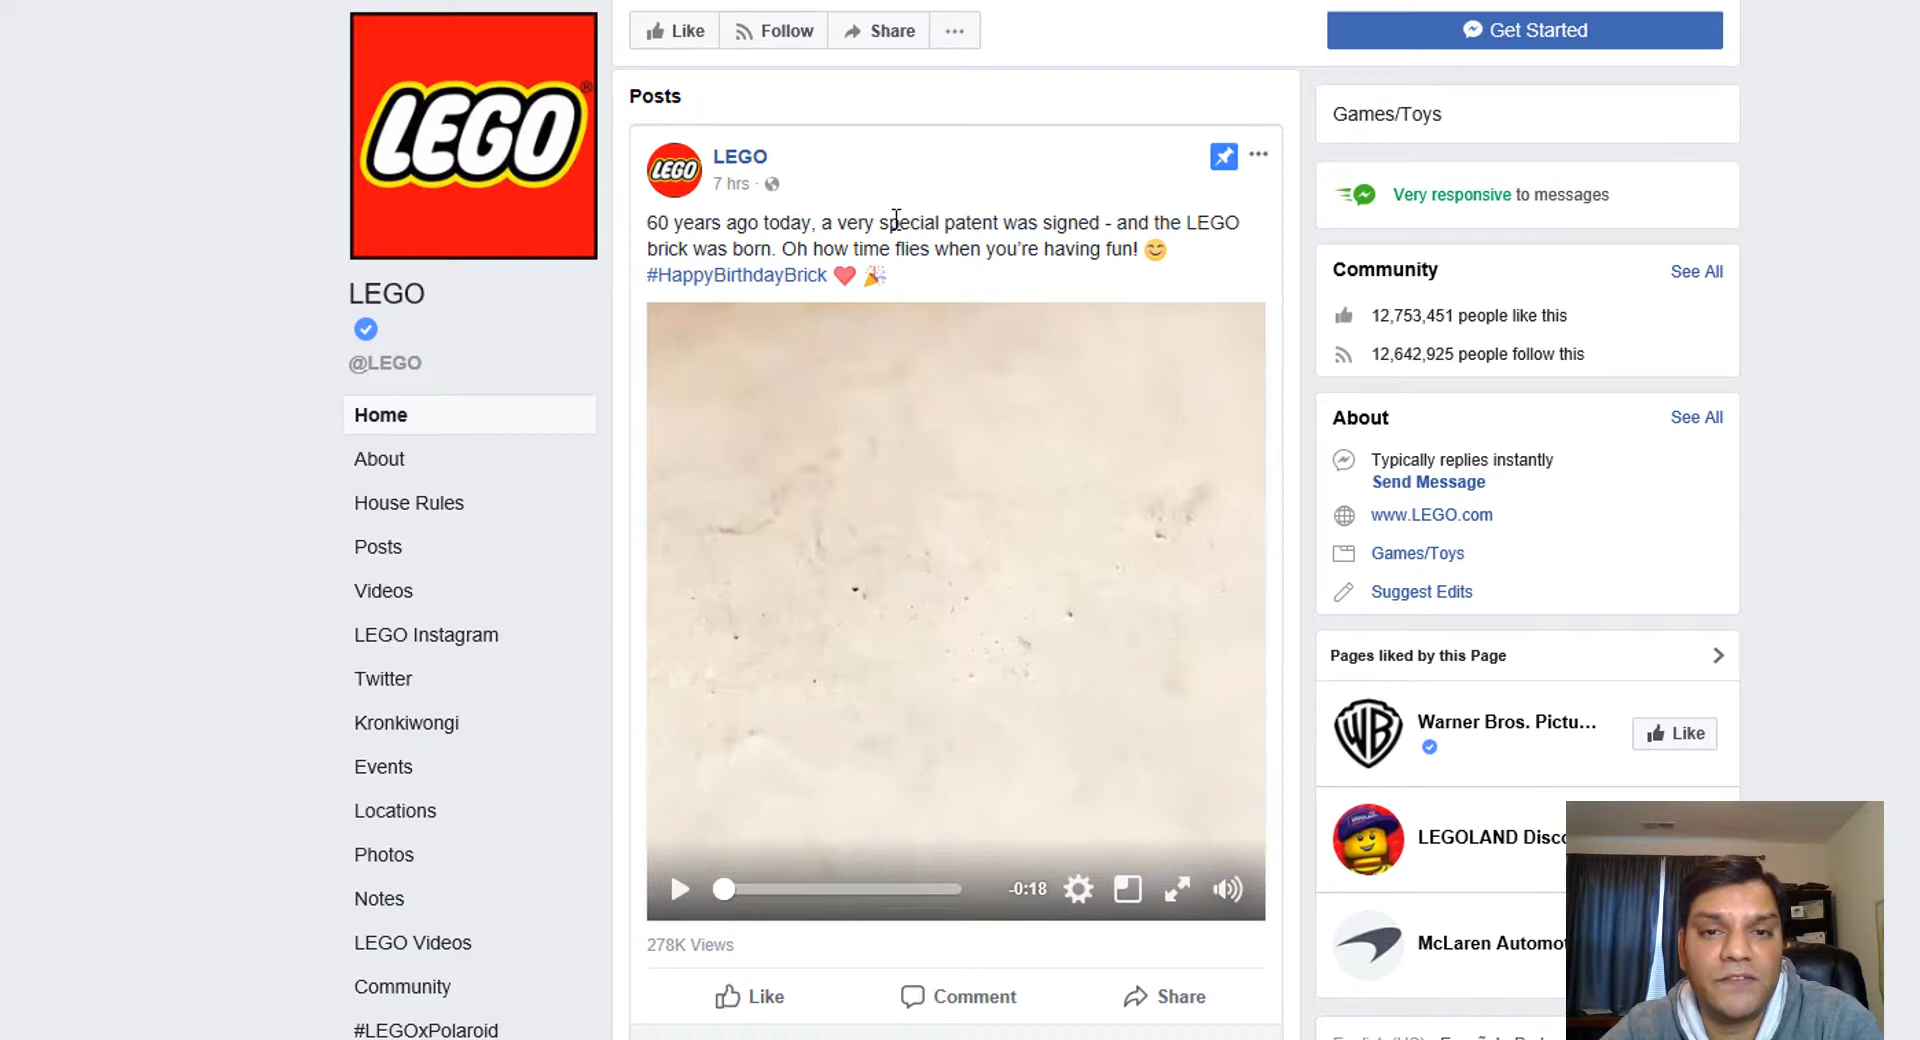 Like Follow Share ...
Get Started
LEGO®
Posts
Games/Toys
LEGO
LEGO
7 hrs ·
Very responsive to messages
60 years ago today, a very special patent was signed - and the LEGO
brick was born. Oh how time flies when you're having fun! 😊
#HappyBirthdayBrick ❤️ 🎉
Community See All
12,753,451 people like this
12,642,925 people follow this
LEGO
@LEGO
Home
About
House Rules
Posts
Videos
LEGO Instagram
Twitter
Kronkiwongi
Events
Locations
Photos
Notes
LEGO Videos
Community
#LEGOxPolaroid
-0:18
278K Views
Like Comment Share
About See All
Typically replies instantly
Send Message
www.LEGO.com
Games/Toys
Suggest Edits
Pages liked by this Page
WB
Warner Bros. Pictu...
Like
LEGOLAND Disc
McLaren Automo
English (US)